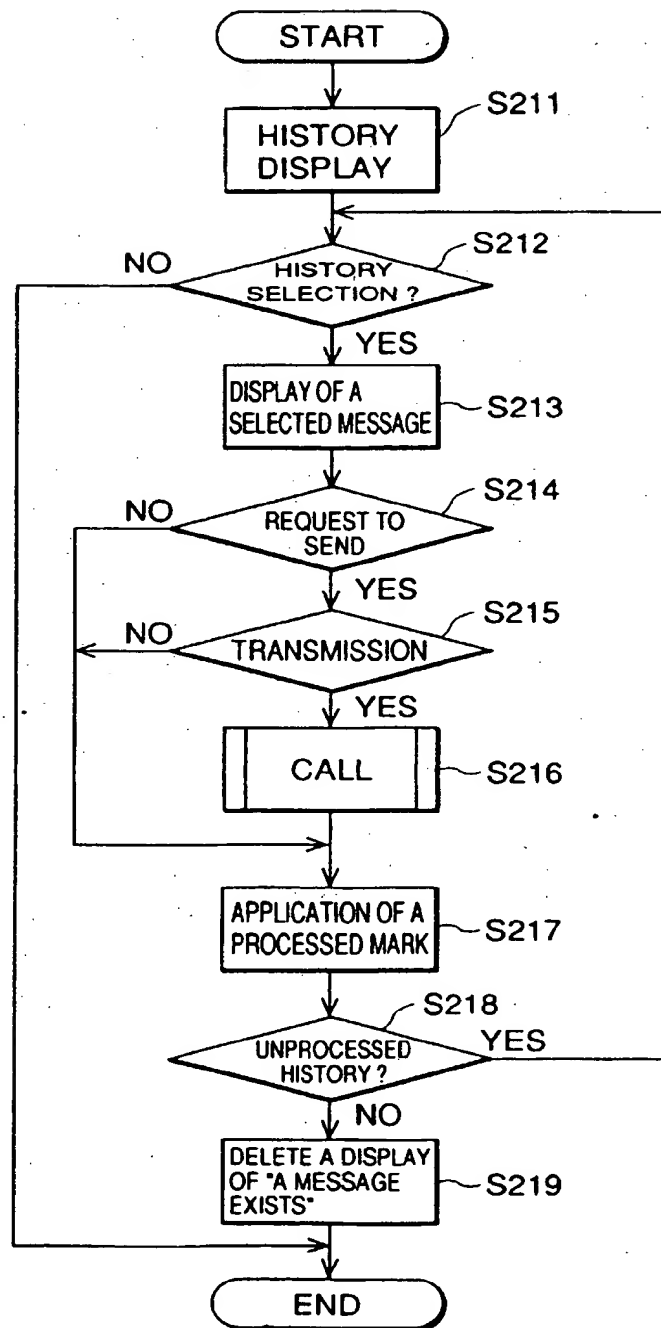 START
S211
HISTORY
DISPLAY
S212
NO
HISTORY
SELECTION ?
YES
DISPLAY OF A
SELECTED MESSAGE
S213
S214
NO
REQUEST TO
SEND
YES
S215
NO
TRANSMISSION
YES
CALL
S216
APPLICATION OF A
PROCESSED MARK
S217
S218
UNPROCESSED
HISTORY ?
YES
NO
DELETE A DISPLAY
OF "A MESSAGE
EXISTS"
S219
END